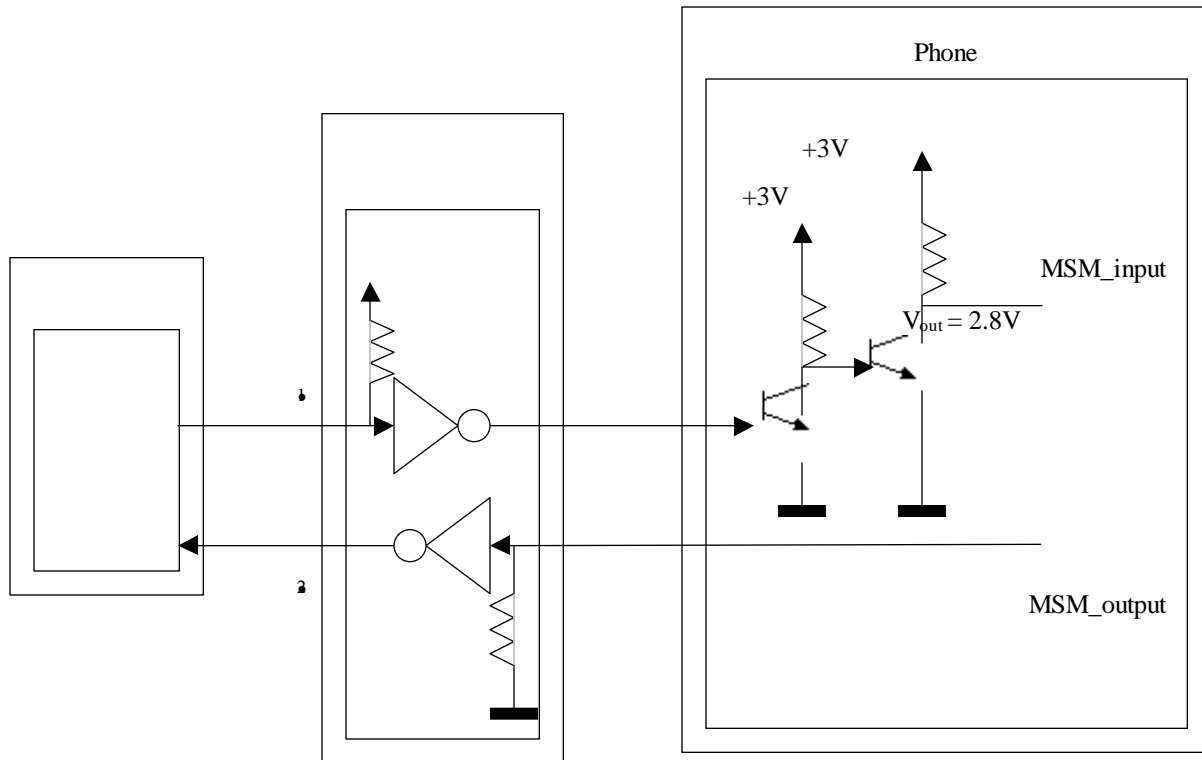 Phone
+3V
+3V
MSM_input
Vout = 2.8V
1
2
MSM_output